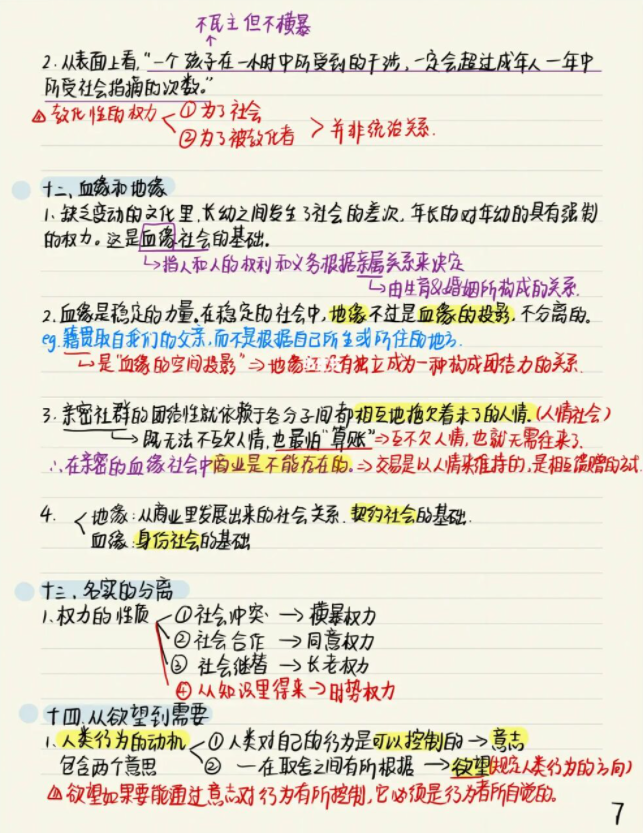 不民主但不横暴
2.从表面上看,“一个孩子在一小时中所受到的干涉,一定会超过成年人一年中
所受社会指摘的次数。”
教化性的权力 ①为了社会
②为了被教化者 > 并非统治关系.
十二、血缘和地缘
1.缺乏变动的文化里,长幼之间发生了社会的差次,年长的对年幼的具有强制
的权力。这是血缘社会的基础.
↳指人和人的权利和义务根据亲属关系来决定
↳由生育&婚姻所构成的关系.
2.血缘是稳定的力量.在稳定的社会中,地缘不过是血缘的投影,不分离的。
eg.籍贯取自我们的父亲,而不是根据自己所生或所住的地方.
↳是“血缘的空间投影”⇒地缘还没有独立成为一种构成团结力的关系.
3.亲密社群的团结性就依赖于各分子间都相互地拖欠着未了的人情.(人情社会)
↳既无法不互欠人情,也最怕“算账”⇒互不欠人情,也就无需往来了.
∴在亲密的血缘社会中商业是不能存在的.⇒交易是以人情来维持的,是相互馈赠的方式.
4. 地缘:从商业里发展出来的社会关系.契约社会的基础.
血缘:身份社会的基础
十三、名实的分离
1.权力的性质 ①社会冲突→横暴权力
②社会合作→同意权力
③社会继替→长老权力
④从知识里得来→时势权力
十四.从欲望到需要
1.人类行为的动机 ①人类对自己的行为是可以控制的→意志
包含两个意思 ②一在取舍之间有所根据→欲望(规定人类行为的方向)
欲望如果要能通过意志对行为有所控制,它必须是行为者所自觉的.
7